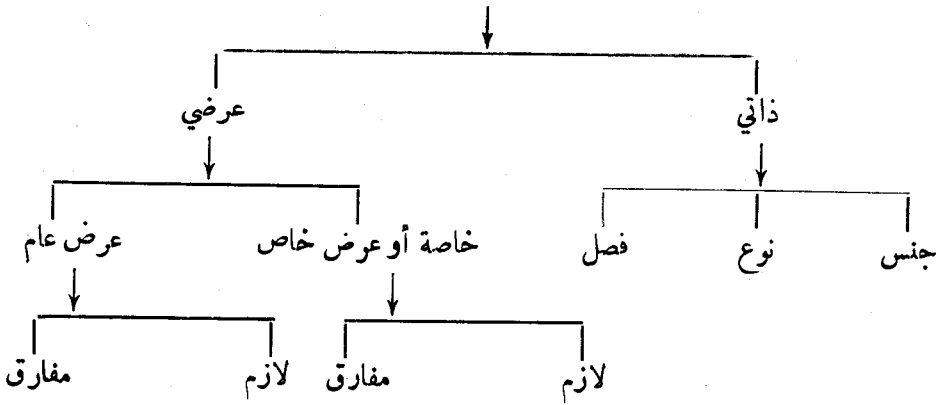 ذاتي عرضي
جنس نوع فصل خاصة أو عرض خاص عرض عام
لازم مفارق لازم مفارق